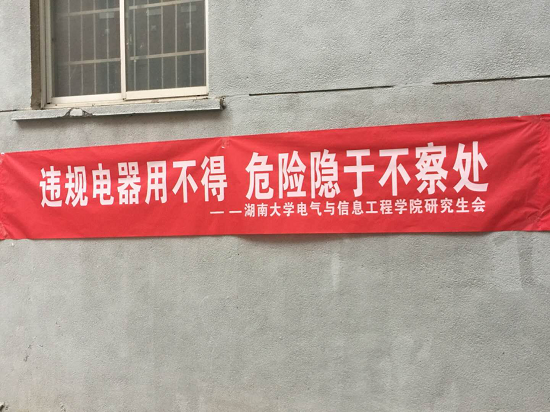 违规电器用不得 危险隐于不察处
——湖南大学电气与信息工程学院研究生会